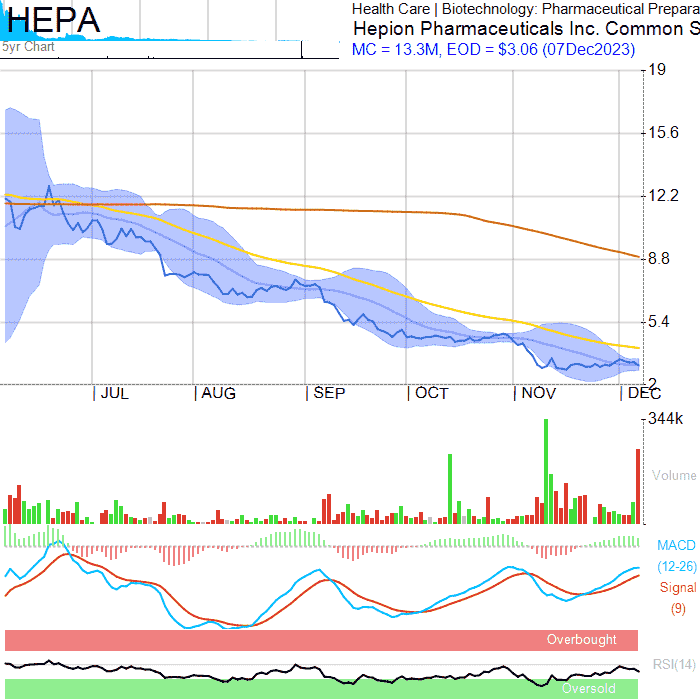 HEPA
5yr Chart
Health Care | Biotechnology: Pharmaceutical Prepara
Hepion Pharmaceuticals Inc. Common S
MC = 13.3M, EOD = $3.06 (07Dec2023)
19
15.6
12.2
8.8
5.4
2
JUL AUG SEP OCT NOV DEC
344k
Volume
MACD
(12-26)
Signal
(9)
Overbought
RSI(14)
Oversold